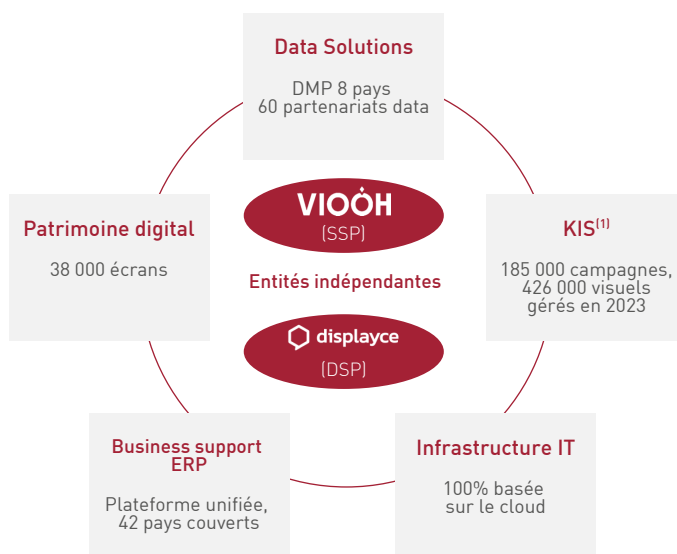 Data Solutions
DMP 8 pays
60 partenariats data
VIOÓH
(SSP)
Entités indépendantes
displayce
(DSP)
Patrimoine digital
38 000 écrans
KIS(1)
185 000 campagnes,
426 000 visuels
gérés en 2023
Business support
ERP
Plateforme unifiée,
42 pays couverts
Infrastructure IT
100% basée
sur le cloud